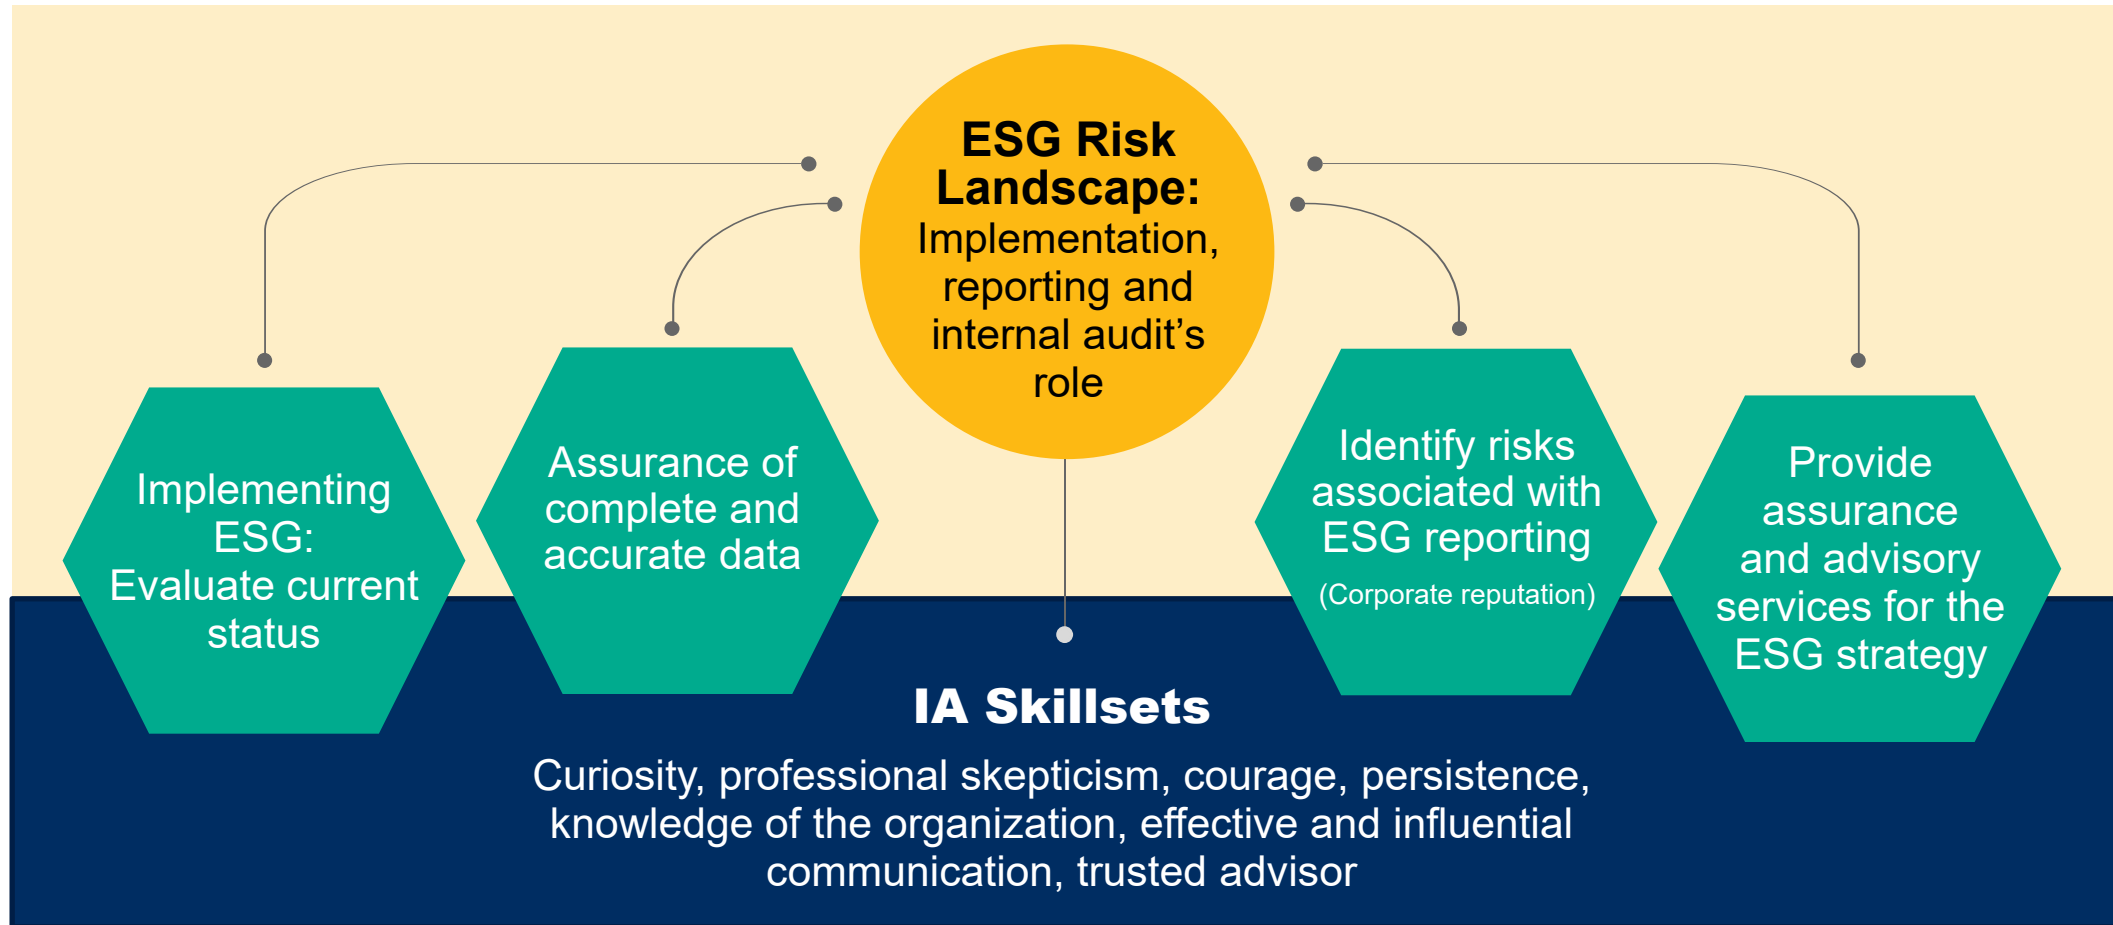 ESG Risk
Landscape:
Implementation,
reporting and
internal audit’s
role
Implementing
ESG:
Evaluate current
status
Assurance of
complete and
accurate data
Identify risks
associated with
ESG reporting
(Corporate reputation)
Provide
assurance
and advisory
services for the
ESG strategy
IA Skillsets
Curiosity, professional skepticism, courage, persistence,
knowledge of the organization, effective and influential
communication, trusted advisor